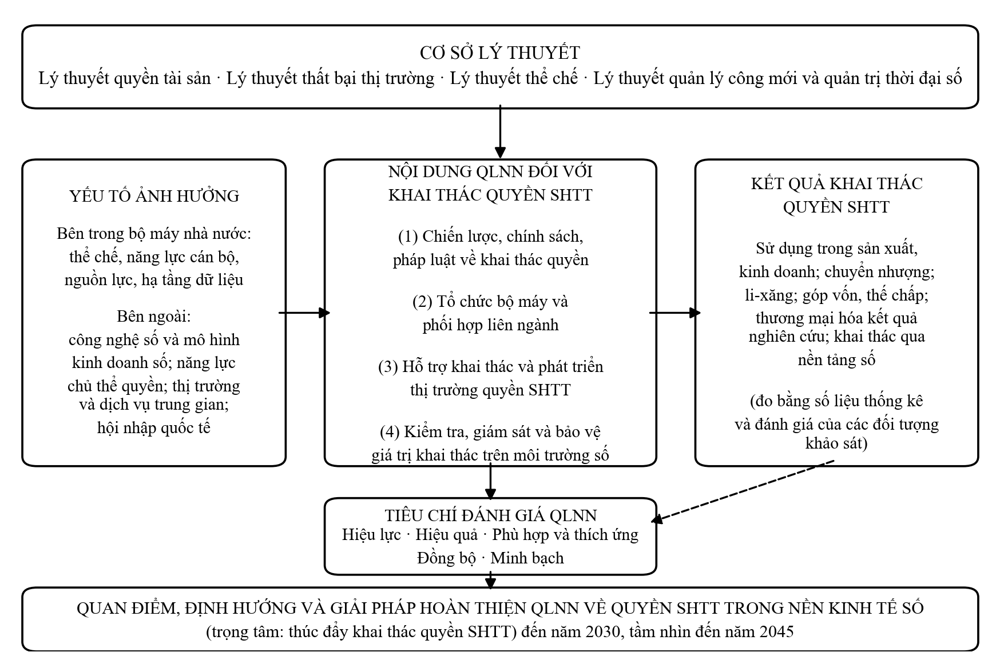 CƠ SỞ LÝ THUYẾT
Lý thuyết quyền tài sản · Lý thuyết thất bại thị trường · Lý thuyết thể chế · Lý thuyết quản lý công mới và quản trị thời đại số
YẾU TỐ ẢNH HƯỞNG
Bên trong bộ máy nhà nước:
thể chế, năng lực cán bộ,
nguồn lực, hạ tầng dữ liệu
Bên ngoài:
công nghệ số và mô hình
kinh doanh số; năng lực
chủ thể quyền; thị trường
và dịch vụ trung gian;
hội nhập quốc tế
NỘI DUNG QLNN ĐỐI VỚI
KHAI THÁC QUYỀN SHTT
(1) Chiến lược, chính sách,
pháp luật về khai thác quyền
(2) Tổ chức bộ máy và
phối hợp liên ngành
(3) Hỗ trợ khai thác và phát triển
thị trường quyền SHTT
(4) Kiểm tra, giám sát và bảo vệ
giá trị khai thác trên môi trường số
KẾT QUẢ KHAI THÁC
QUYỀN SHTT
Sử dụng trong sản xuất,
kinh doanh; chuyển nhượng;
li-xăng; góp vốn, thế chấp;
thương mại hóa kết quả
nghiên cứu; khai thác qua
nền tảng số
(đo bằng số liệu thống kê
và đánh giá của các đối tượng
khảo sát)
TIÊU CHÍ ĐÁNH GIÁ QLNN
Hiệu lực · Hiệu quả · Phù hợp và thích ứng
Đồng bộ · Minh bạch
QUAN ĐIỂM, ĐỊNH HƯỚNG VÀ GIẢI PHÁP HOÀN THIỆN QLNN VỀ QUYỀN SHTT TRONG NỀN KINH TẾ SỐ
(trọng tâm: thúc đẩy khai thác quyền SHTT) đến năm 2030, tầm nhìn đến năm 2045